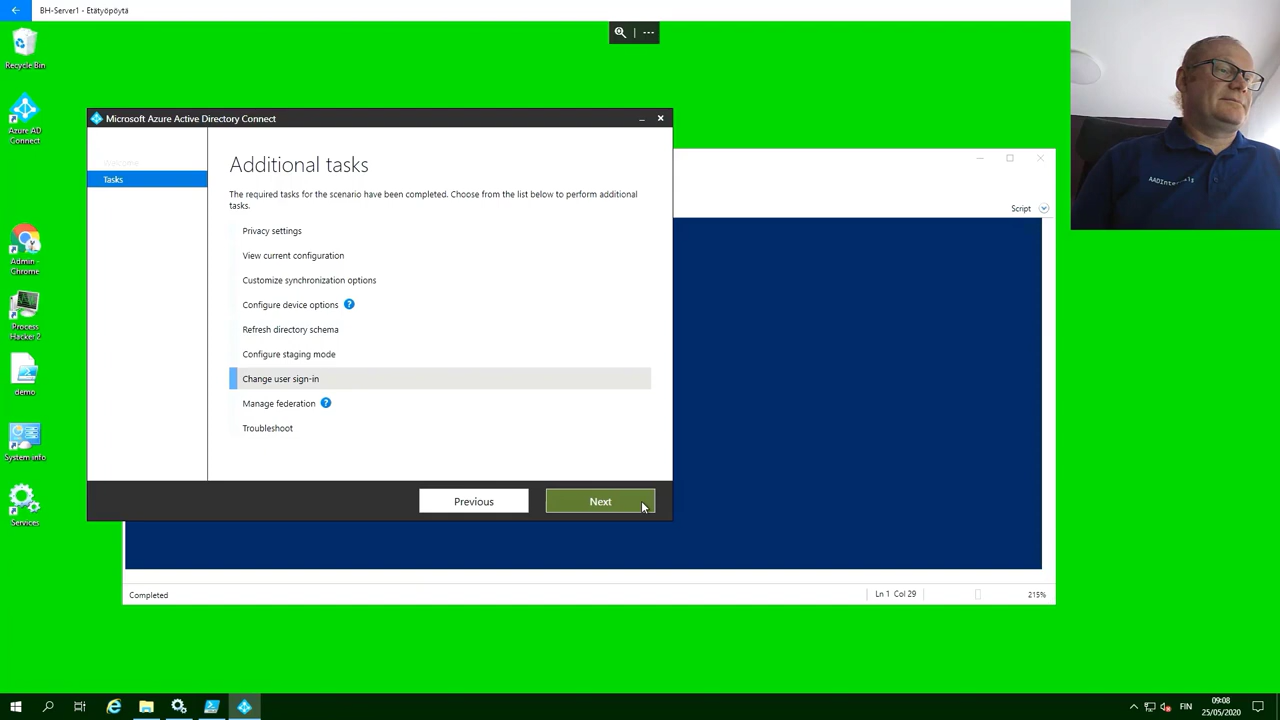 BH-Server1 - Etätyöpöytä
Recycle Bin
Azure AD
Connect
Admin -
Chrome
Process
Hacker 2
demo
System info
Services
Microsoft Azure Active Directory Connect
Welcome
Tasks
Additional tasks
The required tasks for the scenario have been completed. Choose from the list below to perform additional
tasks.
Privacy settings
View current configuration
Customize synchronization options
Configure device options ?
Refresh directory schema
Configure staging mode
Change user sign-in
Manage federation ?
Troubleshoot
Previous
Next
Script
Completed
Ln 1 Col 29
215%
AADInternals
FIN
09:08
25/05/2020